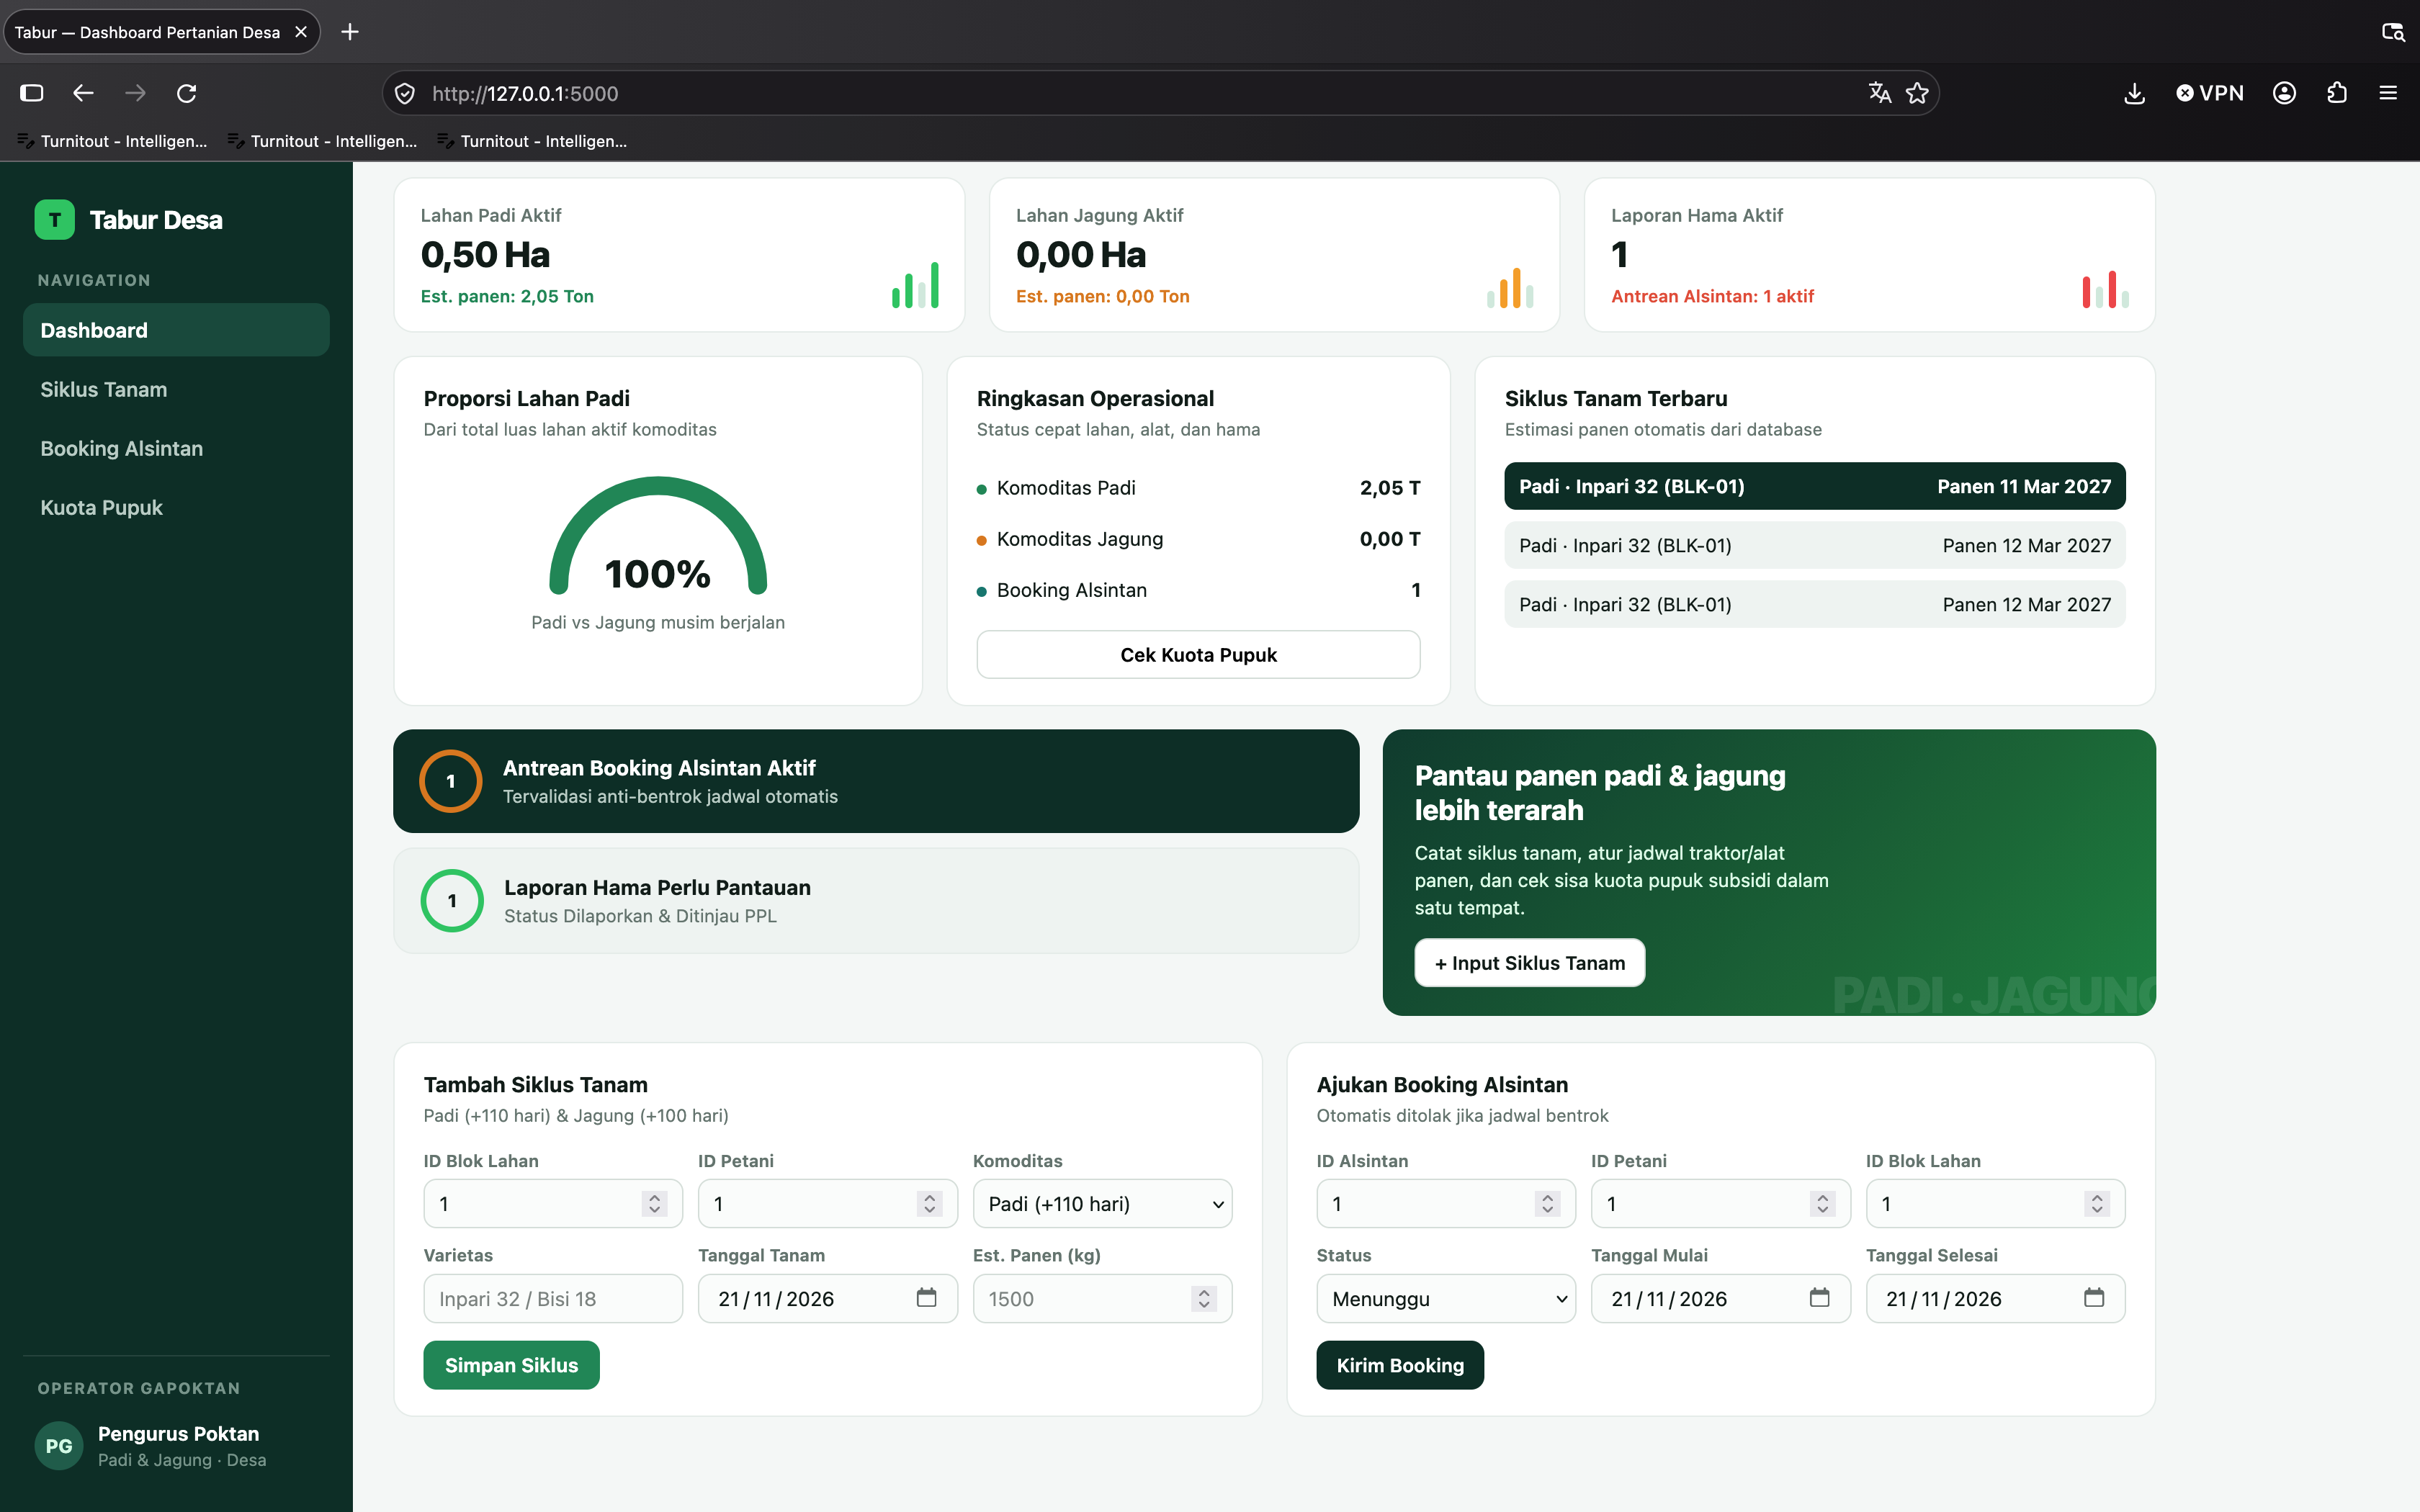 Tabur — Dashboard Pertanian Desa
http://127.0.0.1:5000
VPN
Turnitout - Intelligen...
Turnitout - Intelligen...
Turnitout - Intelligen...
T
Tabur Desa
NAVIGATION
Dashboard
Siklus Tanam
Booking Alsintan
Kuota Pupuk
OPERATOR GAPOKTAN
PG
Pengurus Poktan
Padi & Jagung · Desa
Lahan Padi Aktif
0,50 Ha
Est. panen: 2,05 Ton
Lahan Jagung Aktif
0,00 Ha
Est. panen: 0,00 Ton
Laporan Hama Aktif
1
Antrean Alsintan: 1 aktif
Proporsi Lahan Padi
Dari total luas lahan aktif komoditas
100%
Padi vs Jagung musim berjalan
Ringkasan Operasional
Status cepat lahan, alat, dan hama
Komoditas Padi 2,05 T
Komoditas Jagung 0,00 T
Booking Alsintan 1
Cek Kuota Pupuk
Siklus Tanam Terbaru
Estimasi panen otomatis dari database
Padi · Inpari 32 (BLK-01) Panen 11 Mar 2027
Padi · Inpari 32 (BLK-01) Panen 12 Mar 2027
Padi · Inpari 32 (BLK-01) Panen 12 Mar 2027
1
Antrean Booking Alsintan Aktif
Tervalidasi anti-bentrok jadwal otomatis
1
Laporan Hama Perlu Pantauan
Status Dilaporkan & Ditinjau PPL
Pantau panen padi & jagung
lebih terarah
Catat siklus tanam, atur jadwal traktor/alat
panen, dan cek sisa kuota pupuk subsidi dalam
satu tempat.
+ Input Siklus Tanam
PADI · JAGUNG
Tambah Siklus Tanam
Padi (+110 hari) & Jagung (+100 hari)
ID Blok Lahan ID Petani Komoditas
1 1 Padi (+110 hari)
Varietas Tanggal Tanam Est. Panen (kg)
Inpari 32 / Bisi 18 21/11/2026 1500
Simpan Siklus
Ajukan Booking Alsintan
Otomatis ditolak jika jadwal bentrok
ID Alsintan ID Petani ID Blok Lahan
1 1 1
Status Tanggal Mulai Tanggal Selesai
Menunggu 21/11/2026 21/11/2026
Kirim Booking